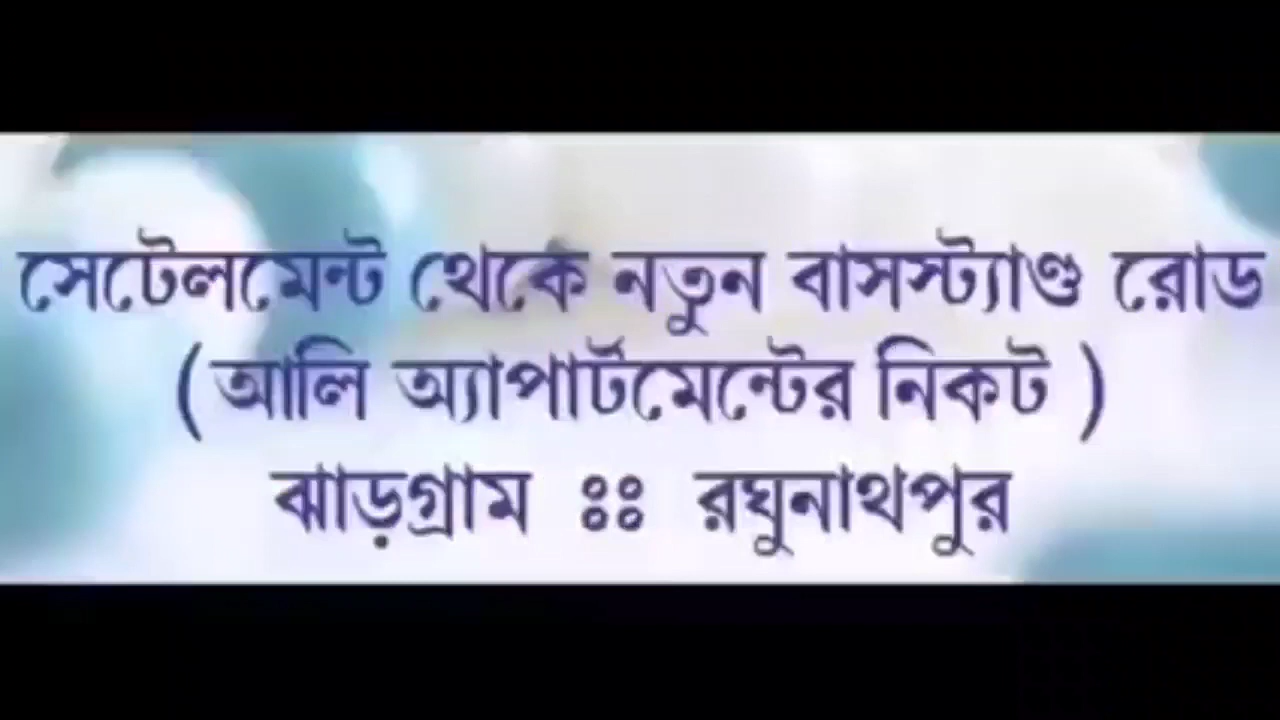 সেটেলমেন্ট থেকে নতুন বাসস্ট্যাণ্ড রোড
( আলি অ্যাপার্টমেন্টের নিকট )
ঝাড়গ্রাম ঃঃ রঘুনাথপুর